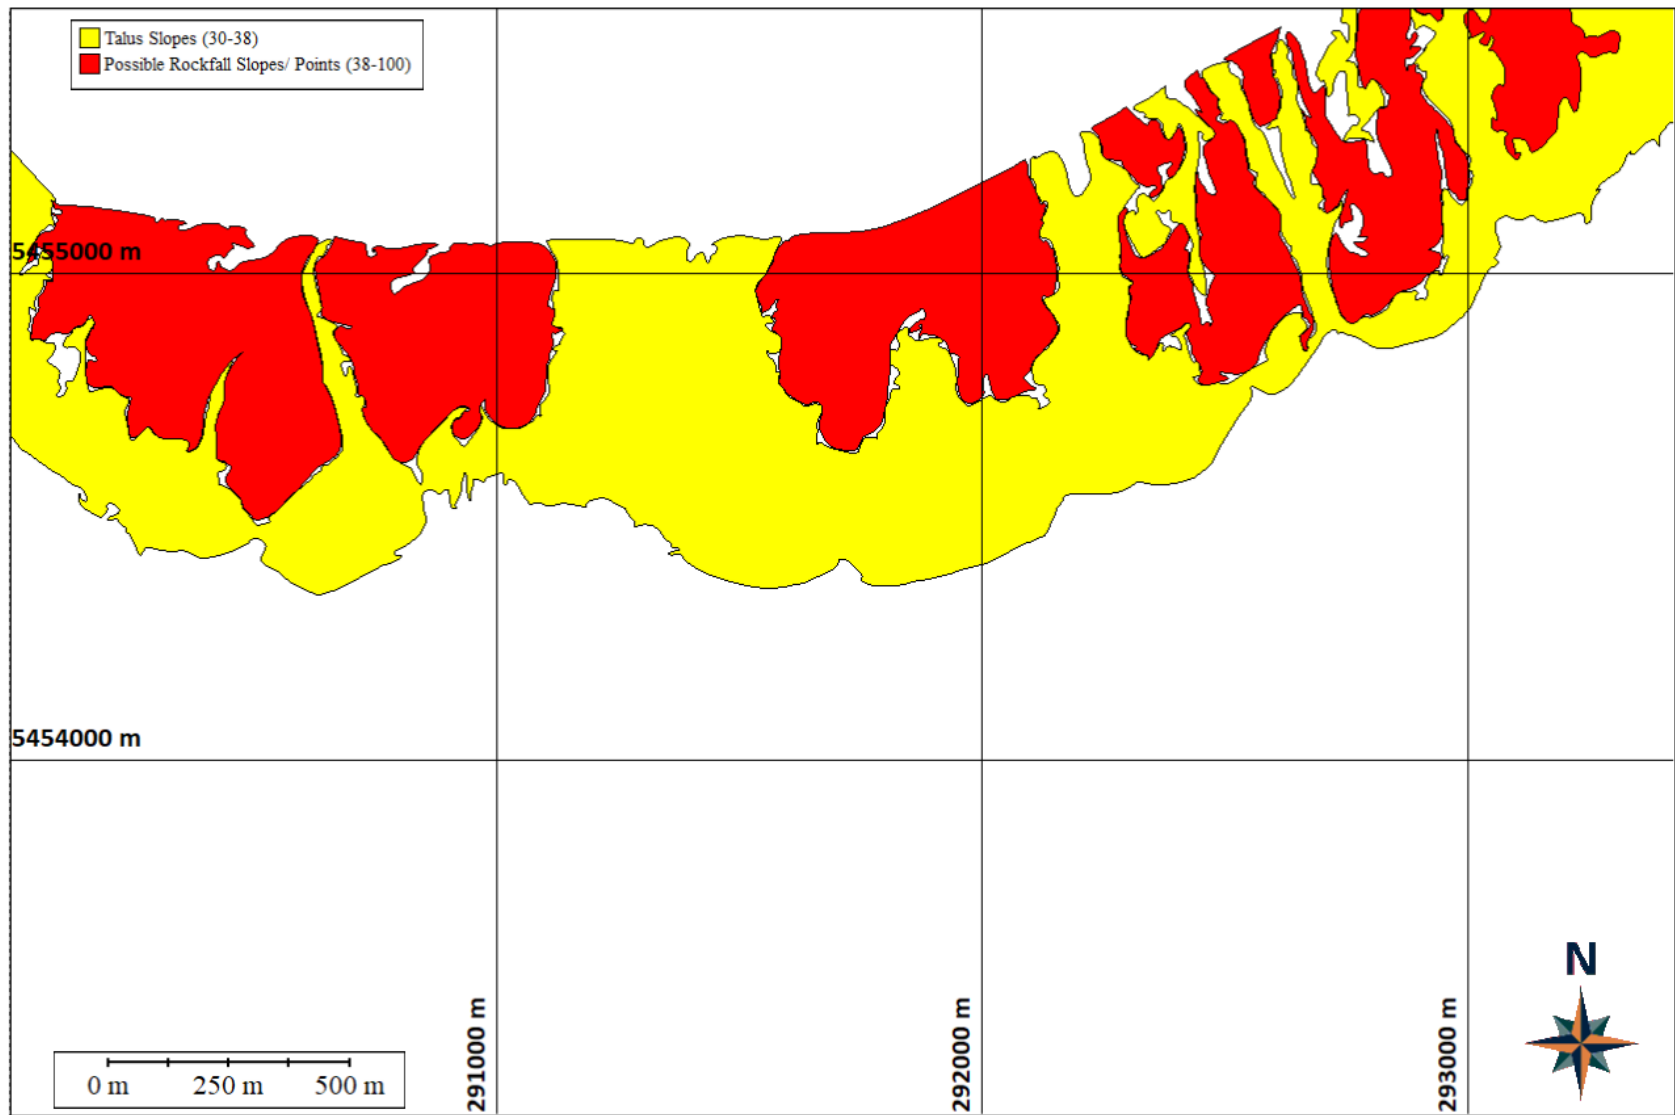 Talus Slopes (30-38)
Possible Rockfall Slopes/ Points (38-100)
5455000 m
5454000 m
291000 m
292000 m
293000 m
N
0 m 250 m 500 m